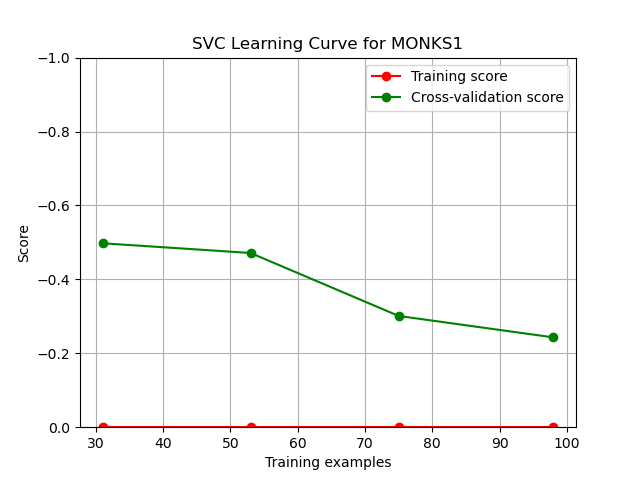 SVC Learning Curve for MONKS1
Training score
Cross-validation score
−1.0
−0.8
−0.6
−0.4
−0.2
0.0
Score
30 40 50 60 70 80 90 100
Training examples